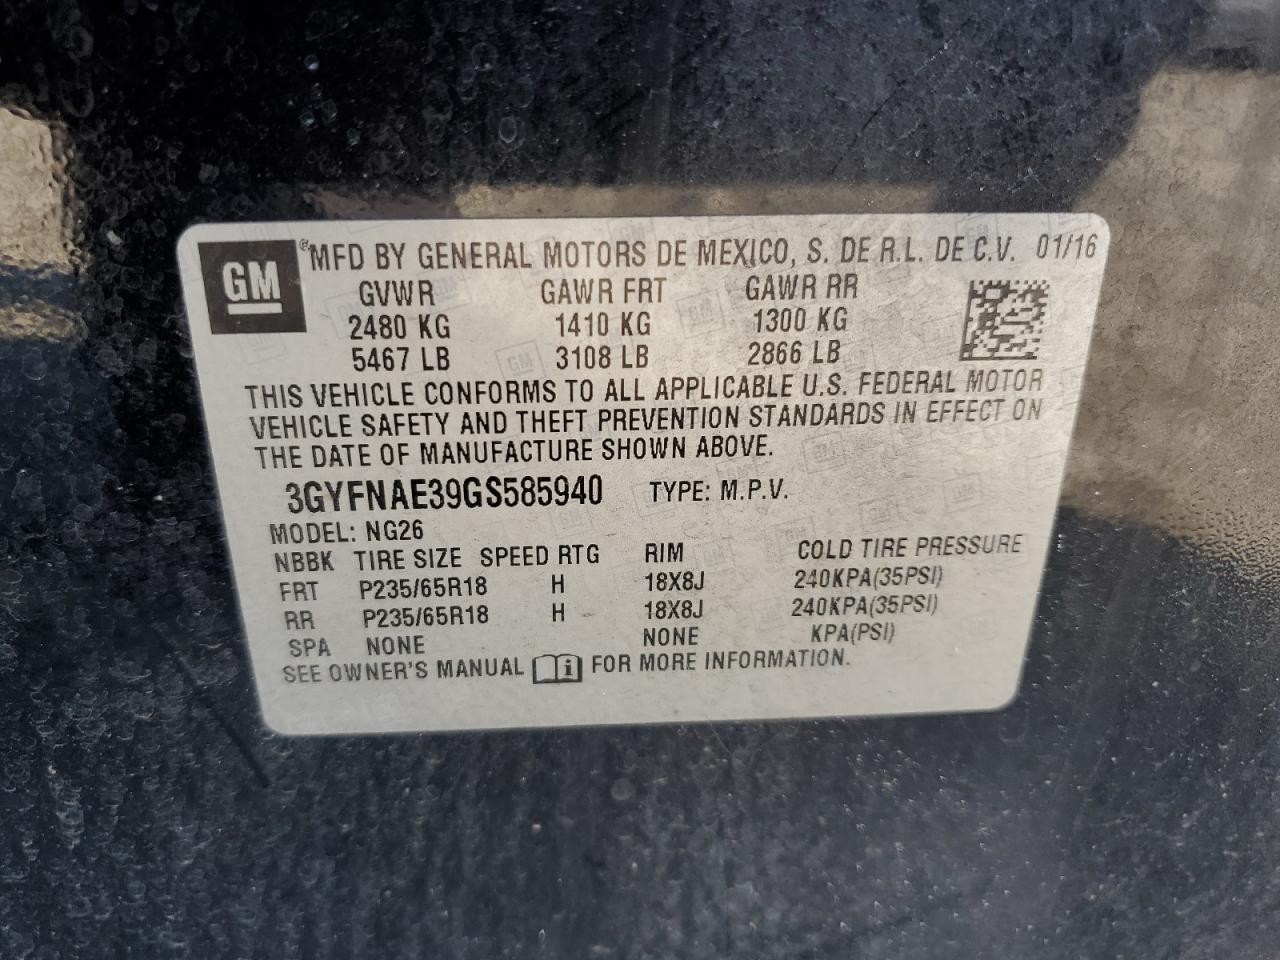 GM ® MFD BY GENERAL MOTORS DE MEXICO, S. DE R.L. DE C.V. 01/16
GVWR GAWR FRT GAWR RR
2480 KG 1410 KG 1300 KG
5467 LB 3108 LB 2866 LB
THIS VEHICLE CONFORMS TO ALL APPLICABLE U.S. FEDERAL MOTOR
VEHICLE SAFETY AND THEFT PREVENTION STANDARDS IN EFFECT ON
THE DATE OF MANUFACTURE SHOWN ABOVE.
3GYFNAE39GS585940 TYPE: M.P.V.
MODEL: NG26
NBBK TIRE SIZE SPEED RTG RIM COLD TIRE PRESSURE
FRT P235/65R18 H 18X8J 240KPA(35PSI)
RR P235/65R18 H 18X8J 240KPA(35PSI)
SPA NONE NONE KPA(PSI)
SEE OWNER'S MANUAL i FOR MORE INFORMATION.